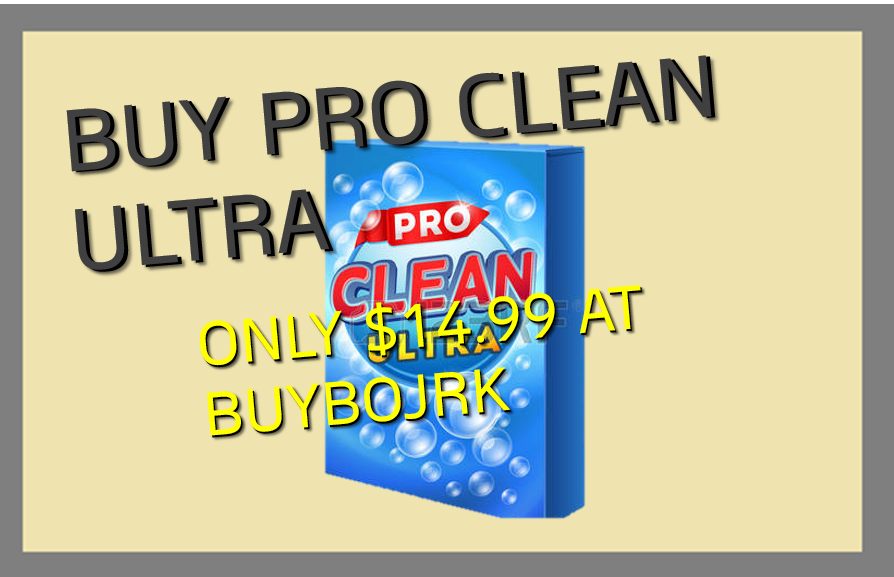 BUY PRO CLEAN
ULTRA
PRO
CLEAN
ULTRA
ONLY $14.99 AT
BUYBOJRK